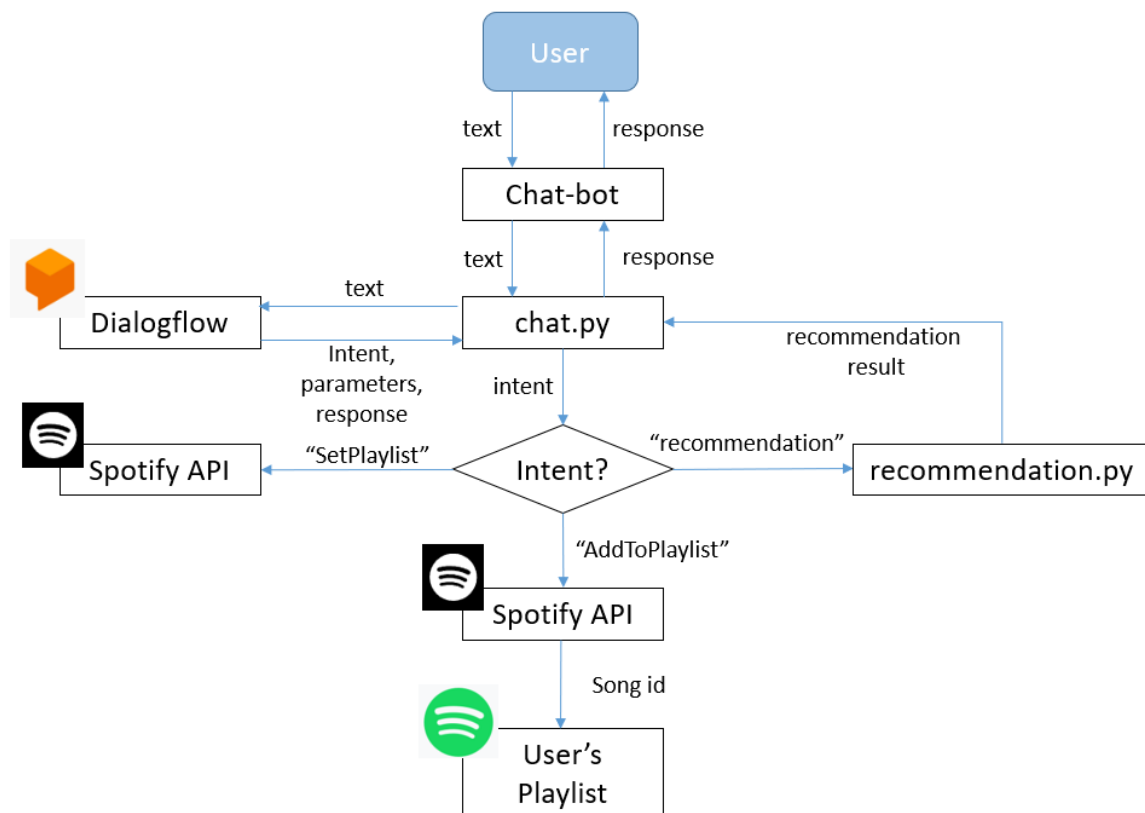 User
text
response
Chat-bot
text
response
text
Dialogflow
chat.py
recommendation
result
Intent,
parameters,
response
intent
“SetPlaylist”
“recommendation”
Spotify API
Intent?
recommendation.py
“AddToPlaylist”
Spotify API
Song id
User’s
Playlist